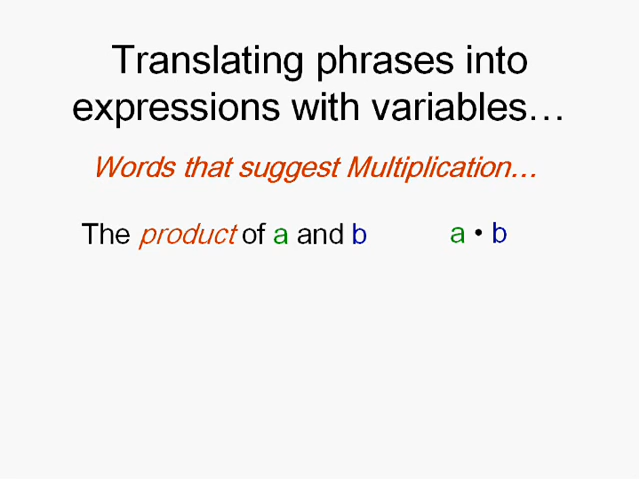 Translating phrases into
expressions with variables…
Words that suggest Multiplication…
The product of a and b a • b